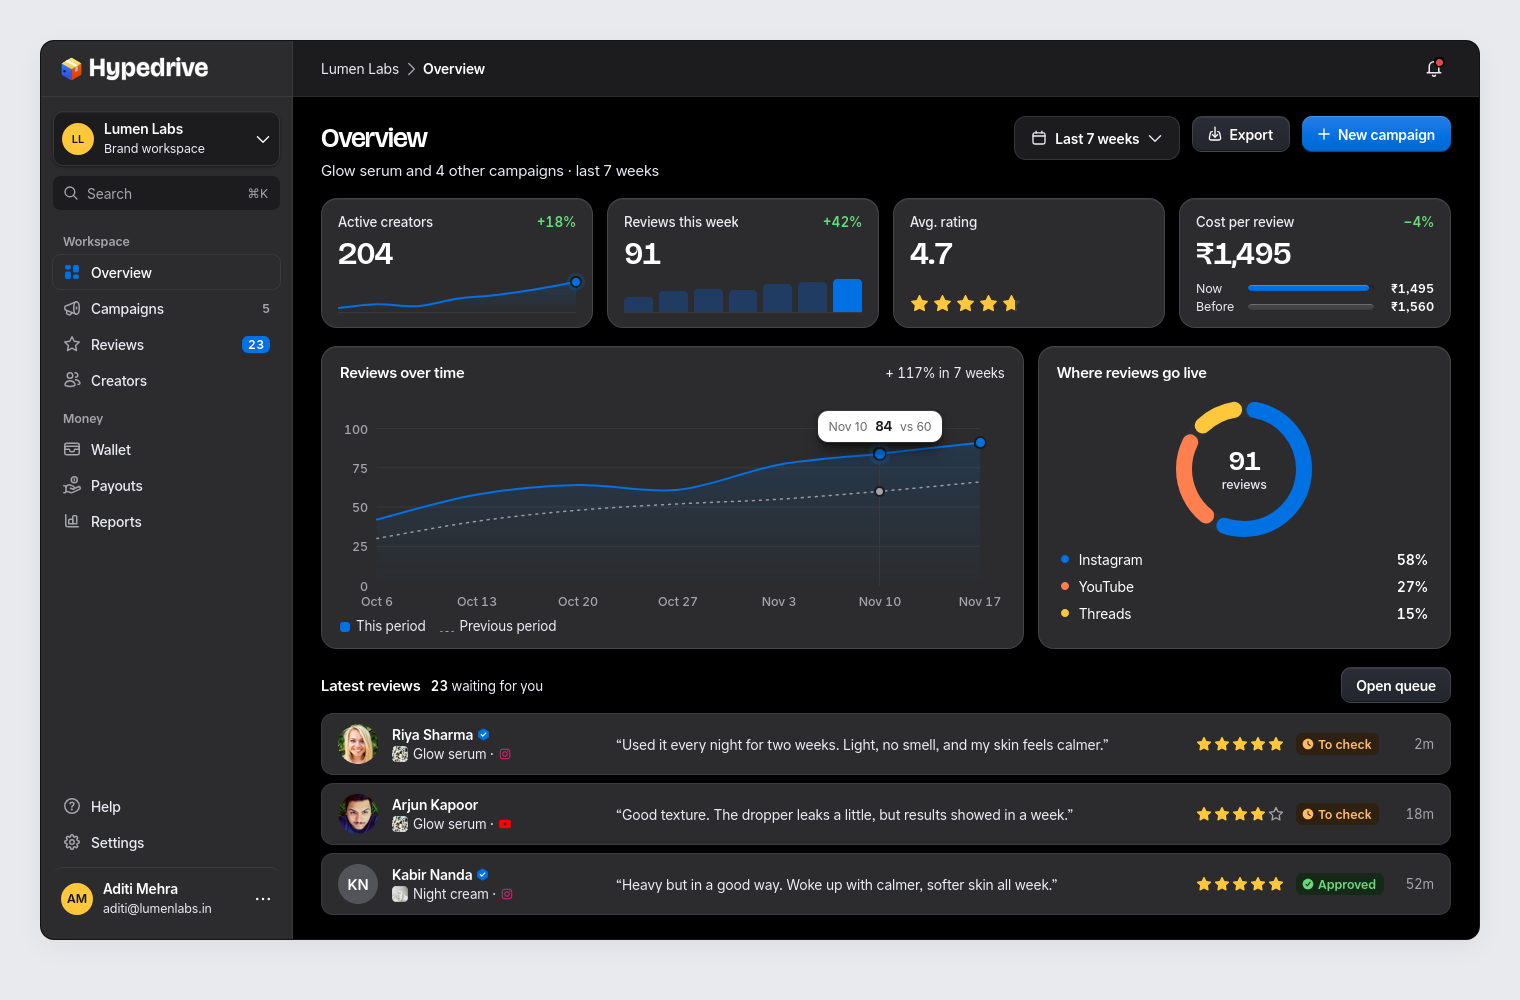 Hypedrive
Lumen Labs > Overview
LL
Lumen Labs
Brand workspace
Search ⌘K
Workspace
Overview
Campaigns 5
Reviews 23
Creators
Money
Wallet
Payouts
Reports
Help
Settings
AM
Aditi Mehra
aditi@lumenlabs.in
Overview
Glow serum and 4 other campaigns · last 7 weeks
Last 7 weeks
Export
New campaign
Active creators +18%
204
Reviews this week +42%
91
Avg. rating
4.7
Cost per review −4%
₹1,495
Now ₹1,495
Before ₹1,560
Reviews over time
+ 117% in 7 weeks
Nov 10 84 vs 60
100
75
50
25
0
Oct 6 Oct 13 Oct 20 Oct 27 Nov 3 Nov 10 Nov 17
This period Previous period
Where reviews go live
91
reviews
Instagram 58%
YouTube 27%
Threads 15%
Latest reviews 23 waiting for you
Open queue
Riya Sharma
Glow serum ·
“Used it every night for two weeks. Light, no smell, and my skin feels calmer.”
To check 2m
Arjun Kapoor
Glow serum ·
“Good texture. The dropper leaks a little, but results showed in a week.”
To check 18m
KN
Kabir Nanda
Night cream ·
“Heavy but in a good way. Woke up with calmer, softer skin all week.”
Approved 52m